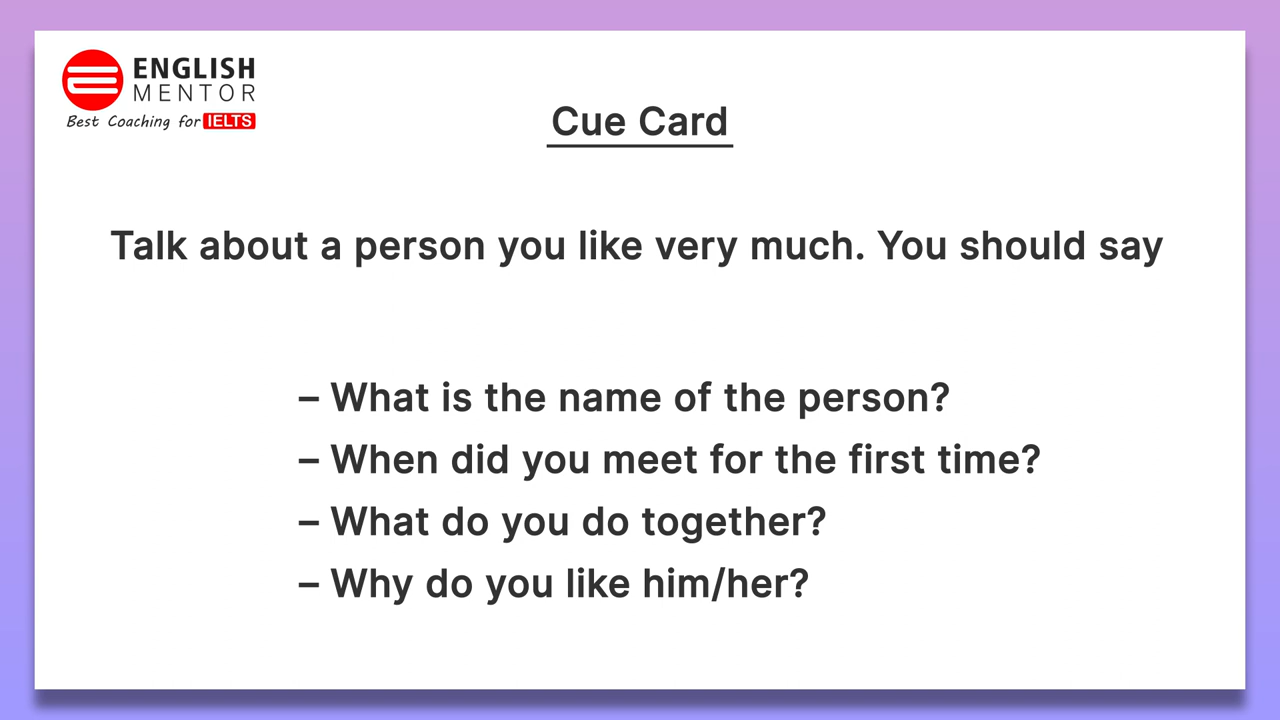 ENGLISH
MENTOR
Best Coaching for IELTS
Cue Card
Talk about a person you like very much. You should say
– What is the name of the person?
– When did you meet for the first time?
– What do you do together?
– Why do you like him/her?